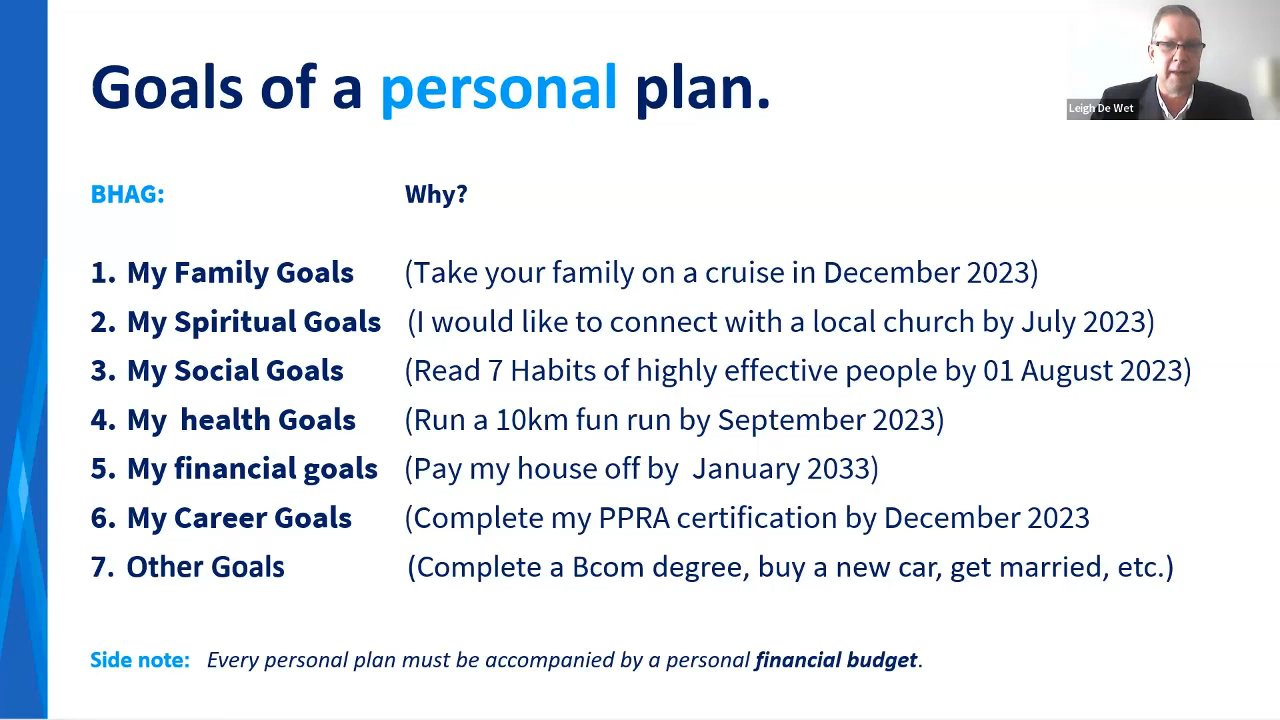 Goals of a personal plan.
Leigh De Wet
BHAG: Why?
1. My Family Goals (Take your family on a cruise in December 2023)
2. My Spiritual Goals (I would like to connect with a local church by July 2023)
3. My Social Goals (Read 7 Habits of highly effective people by 01 August 2023)
4. My health Goals (Run a 10km fun run by September 2023)
5. My financial goals (Pay my house off by January 2033)
6. My Career Goals (Complete my PPRA certification by December 2023
7. Other Goals (Complete a Bcom degree, buy a new car, get married, etc.)
Side note: Every personal plan must be accompanied by a personal financial budget.